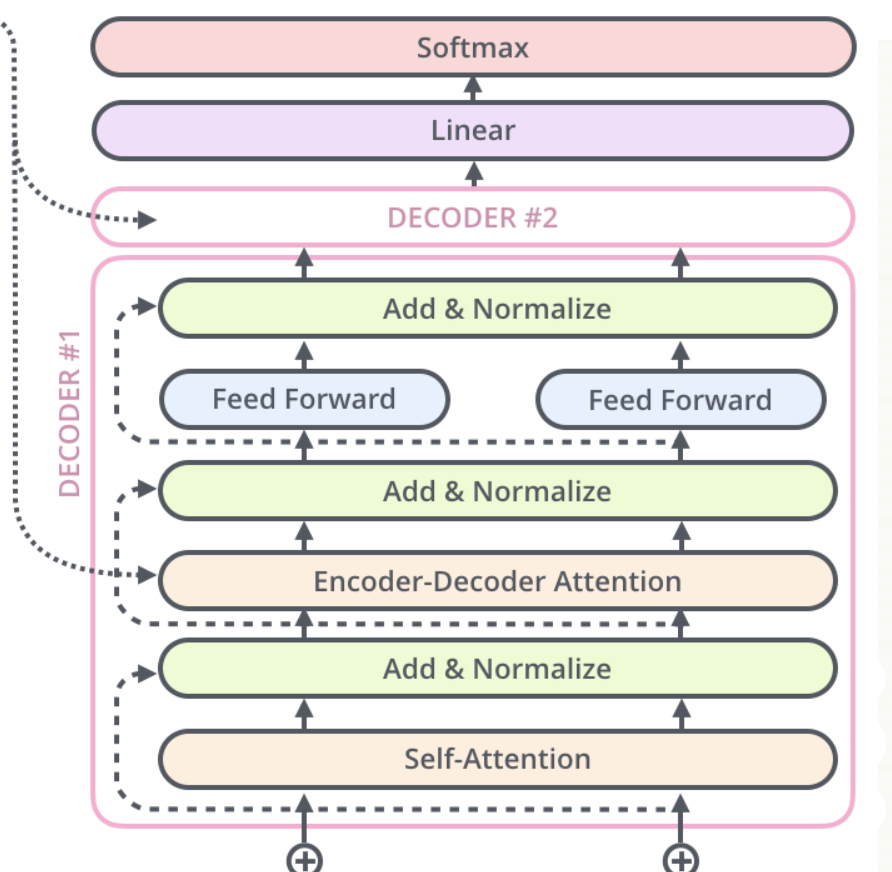 Softmax
Linear
DECODER #2
DECODER #1
Add & Normalize
Feed Forward
Feed Forward
Add & Normalize
Encoder-Decoder Attention
Add & Normalize
Self-Attention